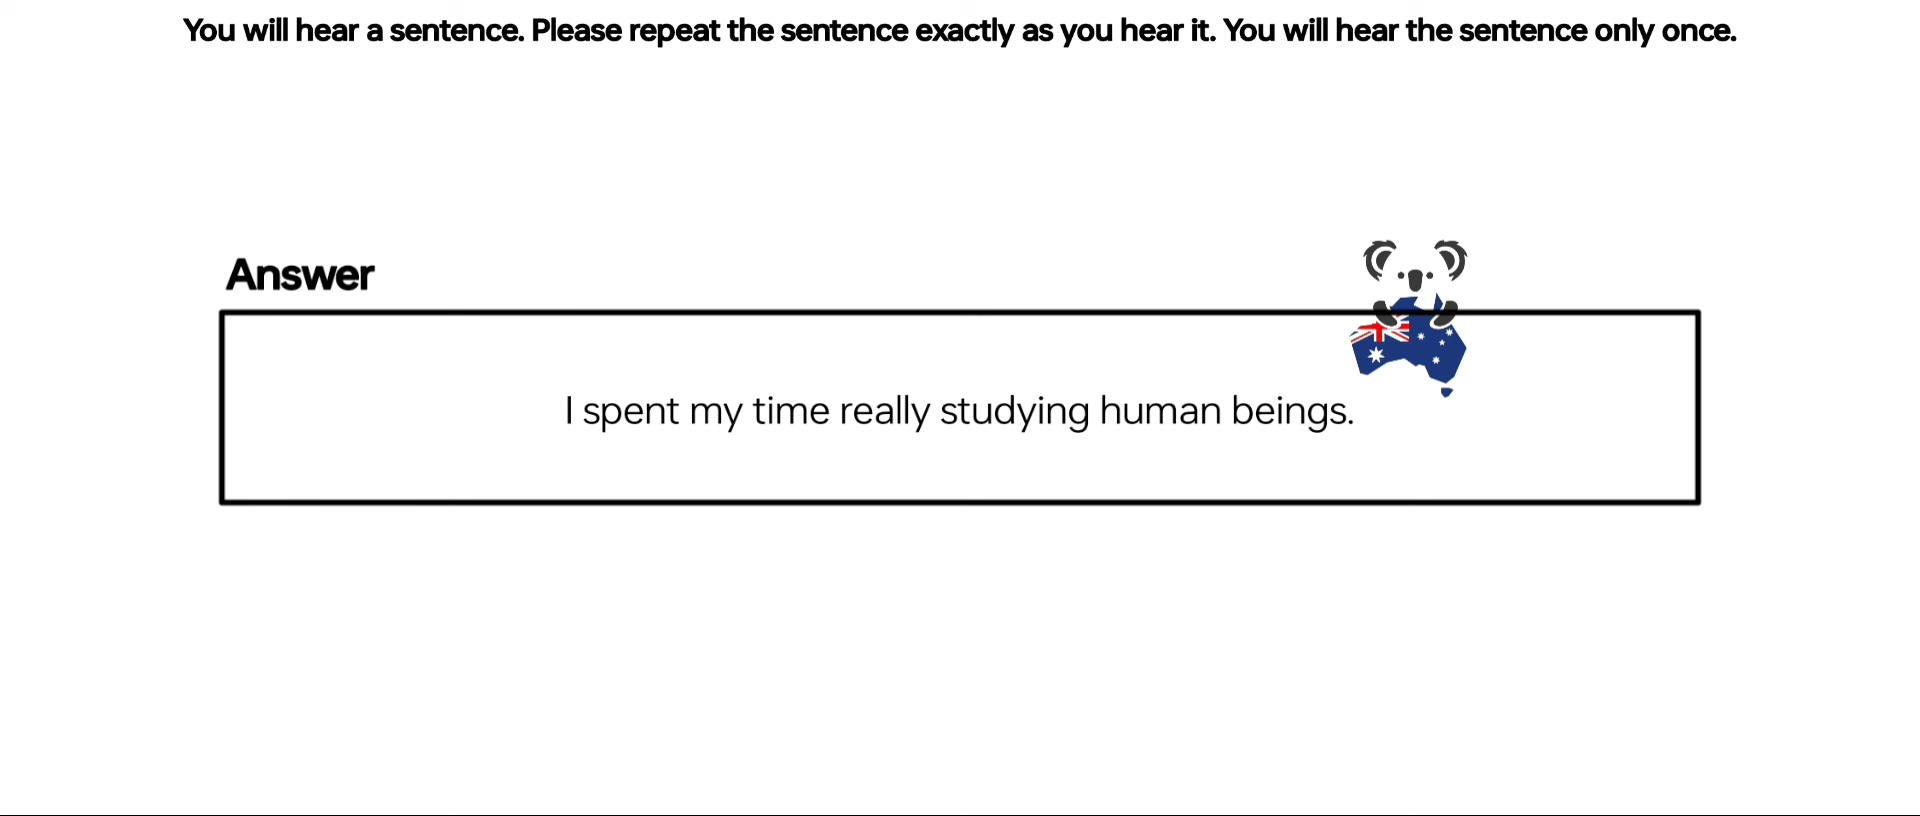 You will hear a sentence. Please repeat the sentence exactly as you hear it. You will hear the sentence only once.
Answer
I spent my time really studying human beings.